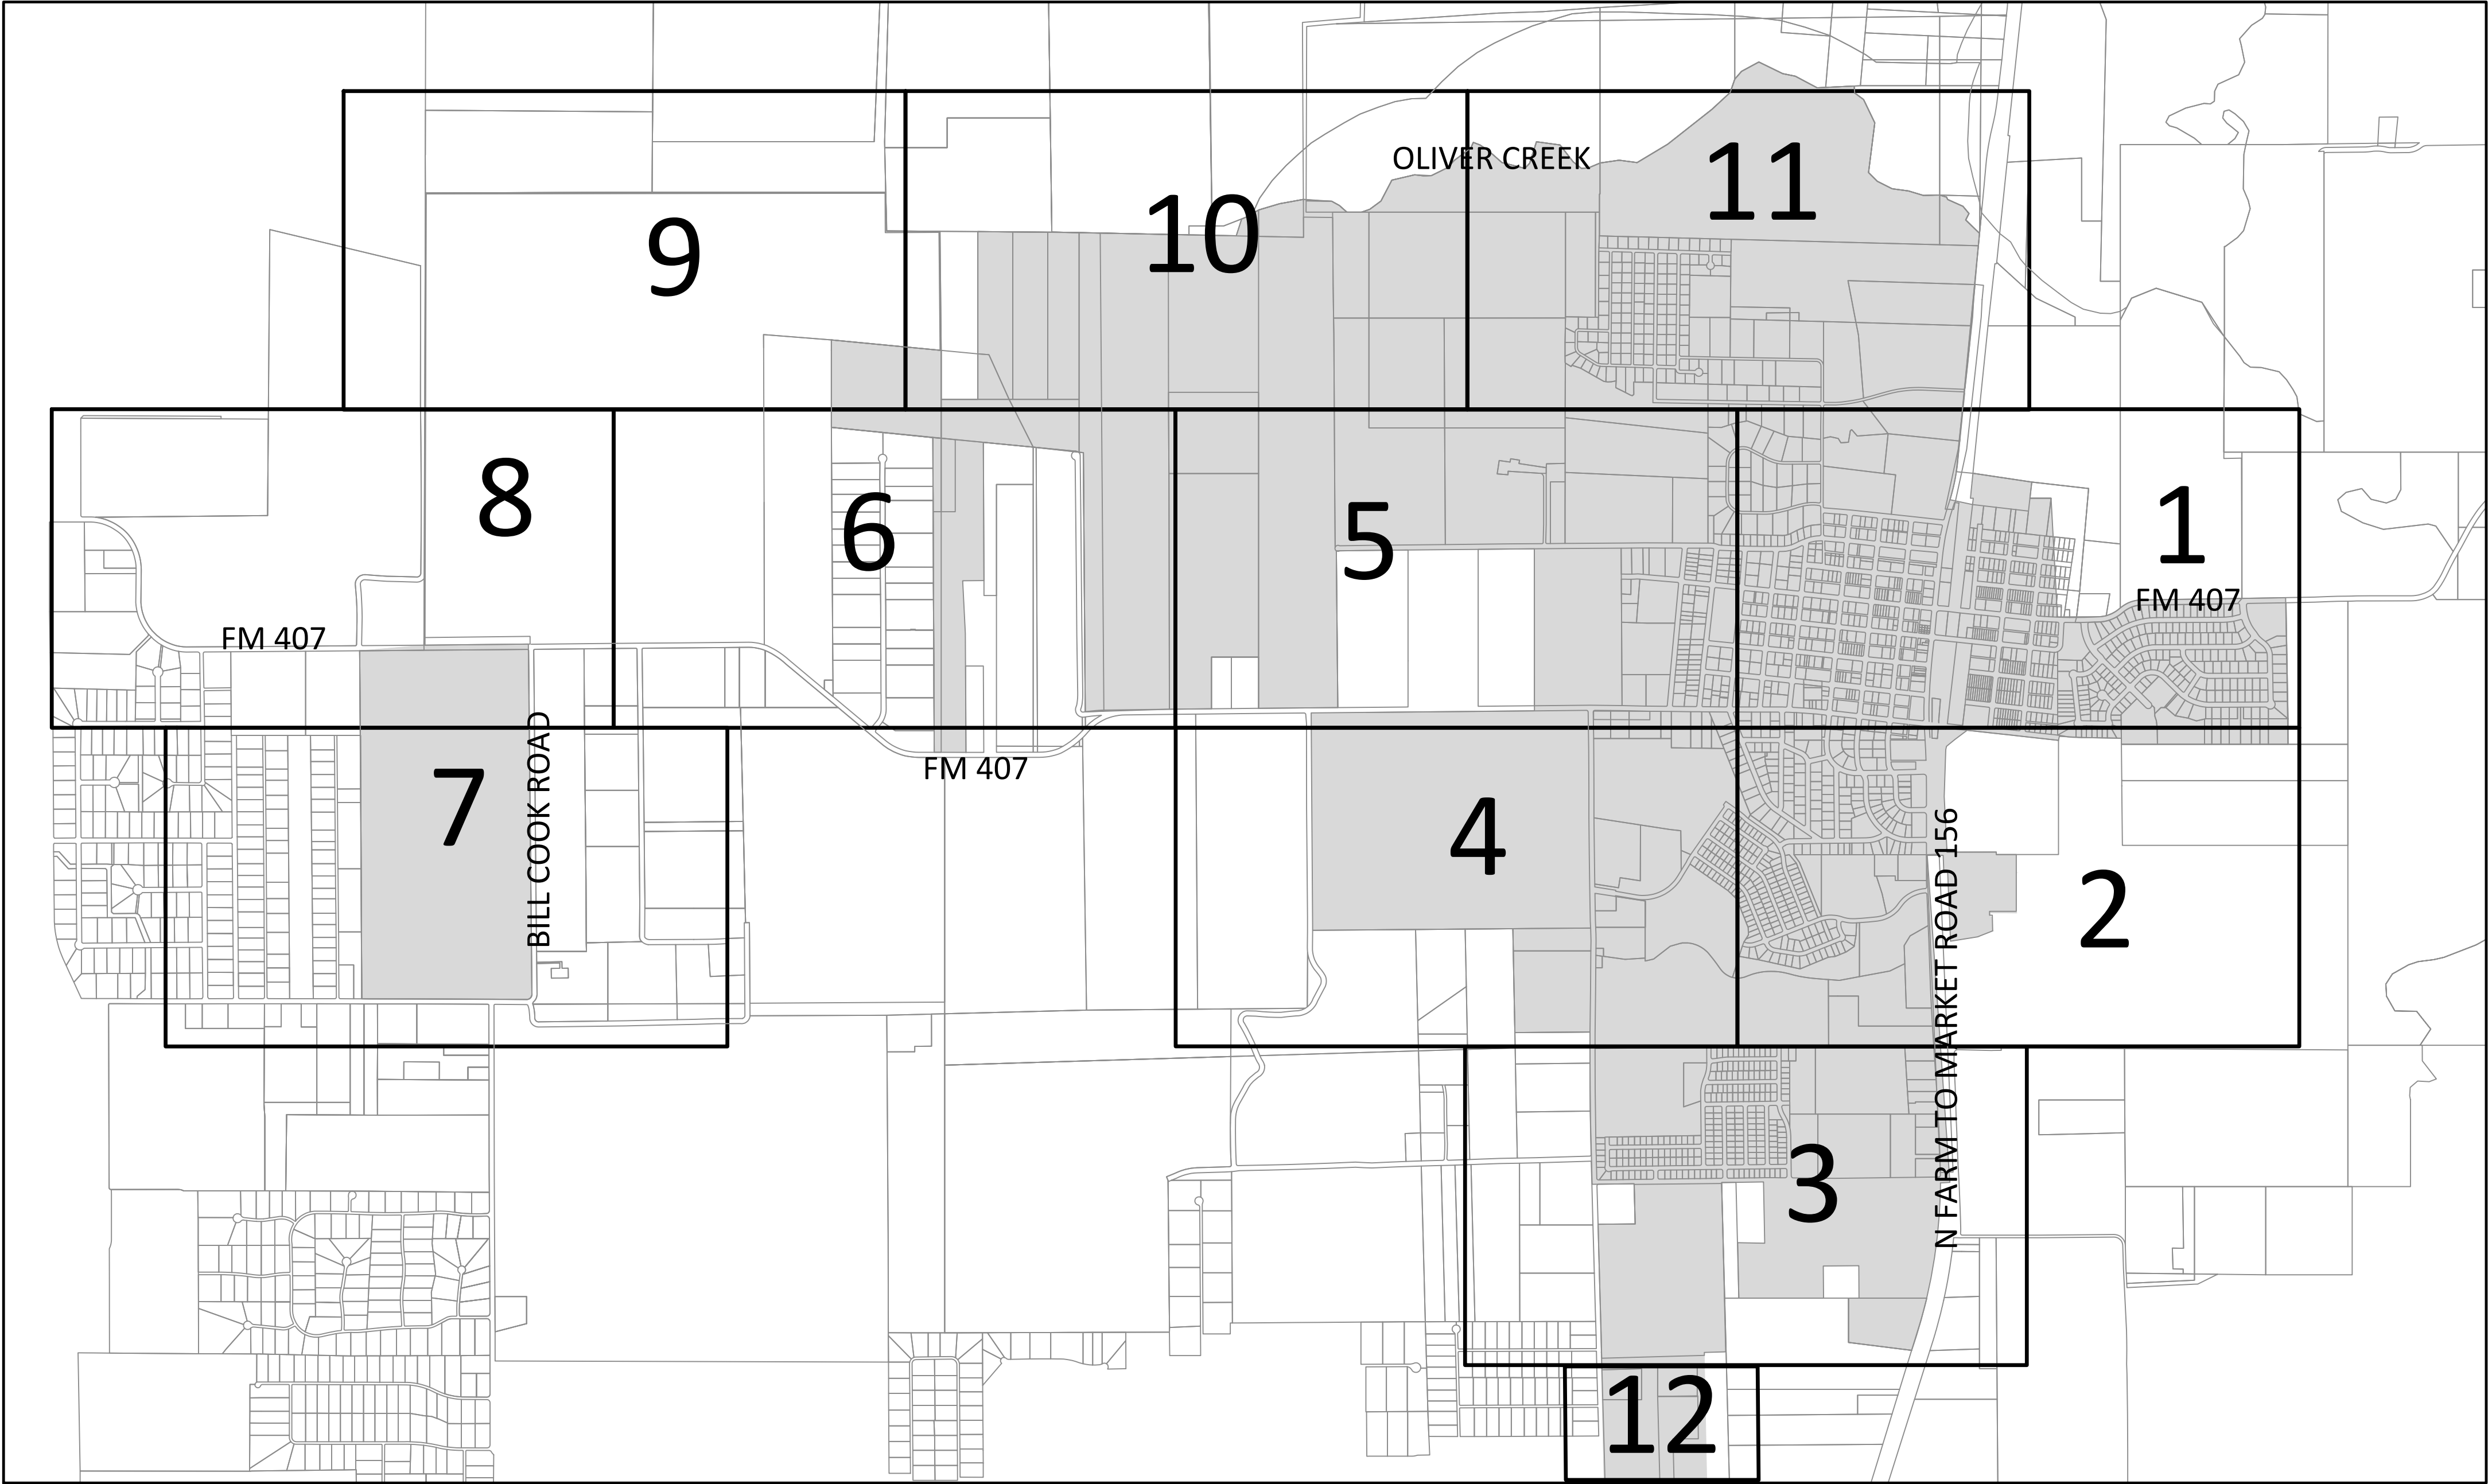 OLIVER CREEK
11
10
9
8
6
5
1
FM 407
FM 407
7
BILL COOK ROAD
FM 407
4
2
N FARM TO MARKET ROAD 156
3
12